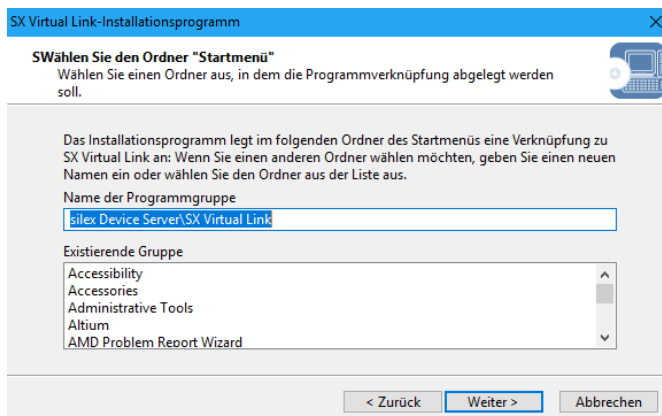 SX Virtual Link-Installationsprogramm
SWählen Sie den Ordner "Startmenü"
Wählen Sie einen Ordner aus, in dem die Programmverknüpfung abgelegt werden
soll.
Das Installationsprogramm legt im folgenden Ordner des Startmenüs eine Verknüpfung zu
SX Virtual Link an: Wenn Sie einen anderen Ordner wählen möchten, geben Sie einen neuen
Namen ein oder wählen Sie den Ordner aus der Liste aus.
Name der Programmgruppe
silex Device Server\SX Virtual Link
Existierende Gruppe
Accessibility
Accessories
Administrative Tools
Altium
AMD Problem Report Wizard
< Zurück
Weiter >
Abbrechen